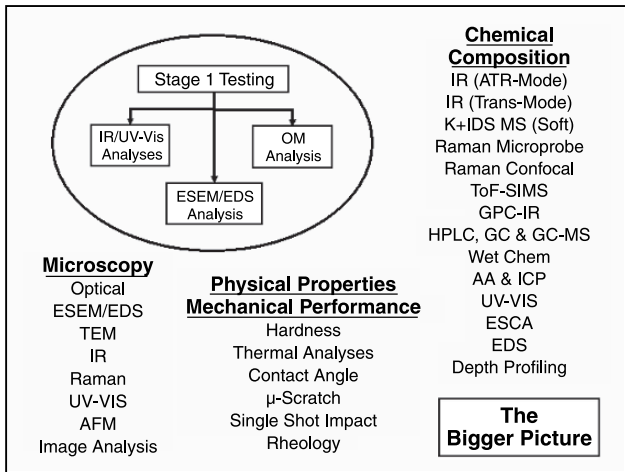 Stage 1 Testing
IR/UV-Vis
Analyses
OM
Analysis
ESEM/EDS
Analysis
Chemical
Composition
IR (ATR-Mode)
IR (Trans-Mode)
K+IDS MS (Soft)
Raman Microprobe
Raman Confocal
ToF-SIMS
GPC-IR
HPLC, GC & GC-MS
Wet Chem
AA & ICP
UV-VIS
ESCA
EDS
Depth Profiling
Microscopy
Optical
ESEM/EDS
TEM
IR
Raman
UV-VIS
AFM
Image Analysis
Physical Properties
Mechanical Performance
Hardness
Thermal Analyses
Contact Angle
μ-Scratch
Single Shot Impact
Rheology
The
Bigger Picture